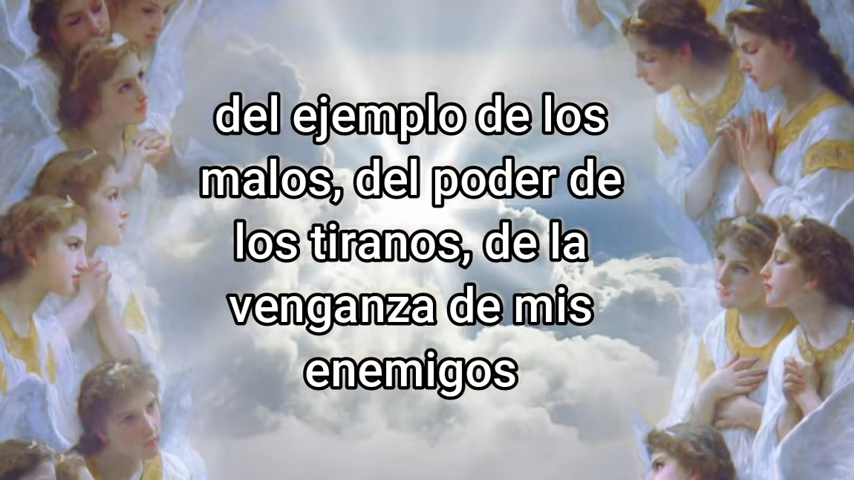 del ejemplo de los
malos, del poder de
los tiranos, de la
venganza de mis
enemigos